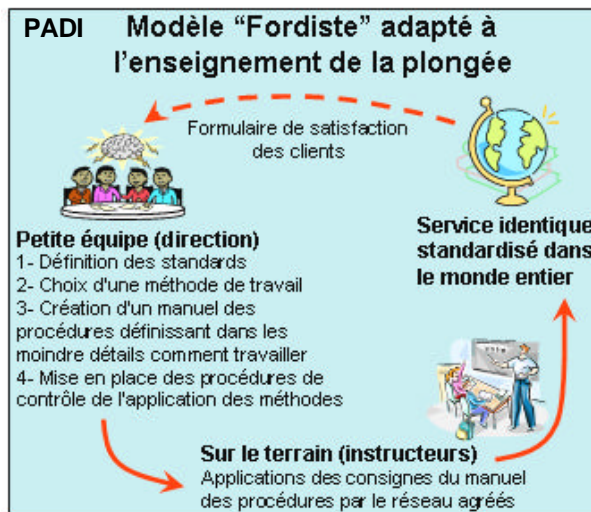 PADI
Modèle “Fordiste” adapté à
l’enseignement de la plongée
Formulaire de satisfaction
des clients
Petite équipe (direction)
1- Définition des standards
2- Choix d'une méthode de travail
3- Création d'un manuel des
procédures définissant dans les
moindre détails comment travailler
4- Mise en place des procédures de
contrôle de l'application des méthodes
Service identique
standardisé dans
le monde entier
Sur le terrain (instructeurs)
Applications des consignes du manuel
des procédures par le réseau agréés